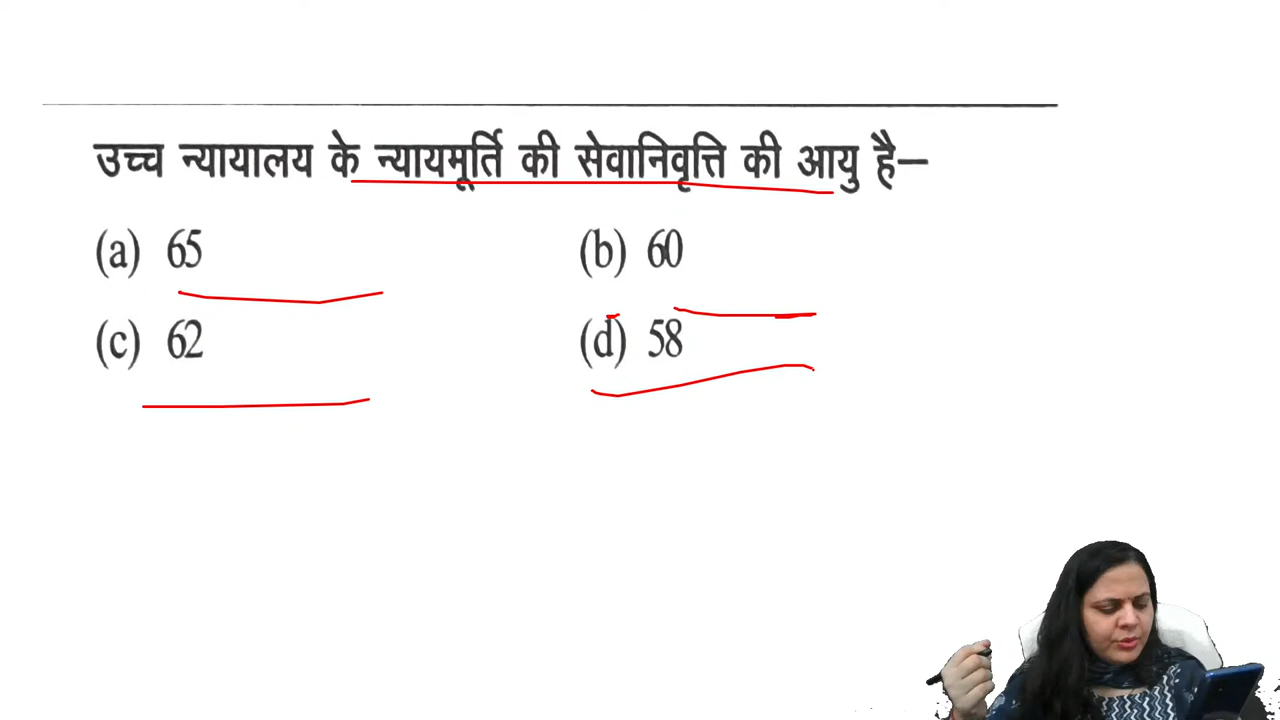 उच्च न्यायालय के न्यायमूर्ति की सेवानिवृत्ति की आयु है—
(a) 65 (b) 60
(c) 62 (d) 58